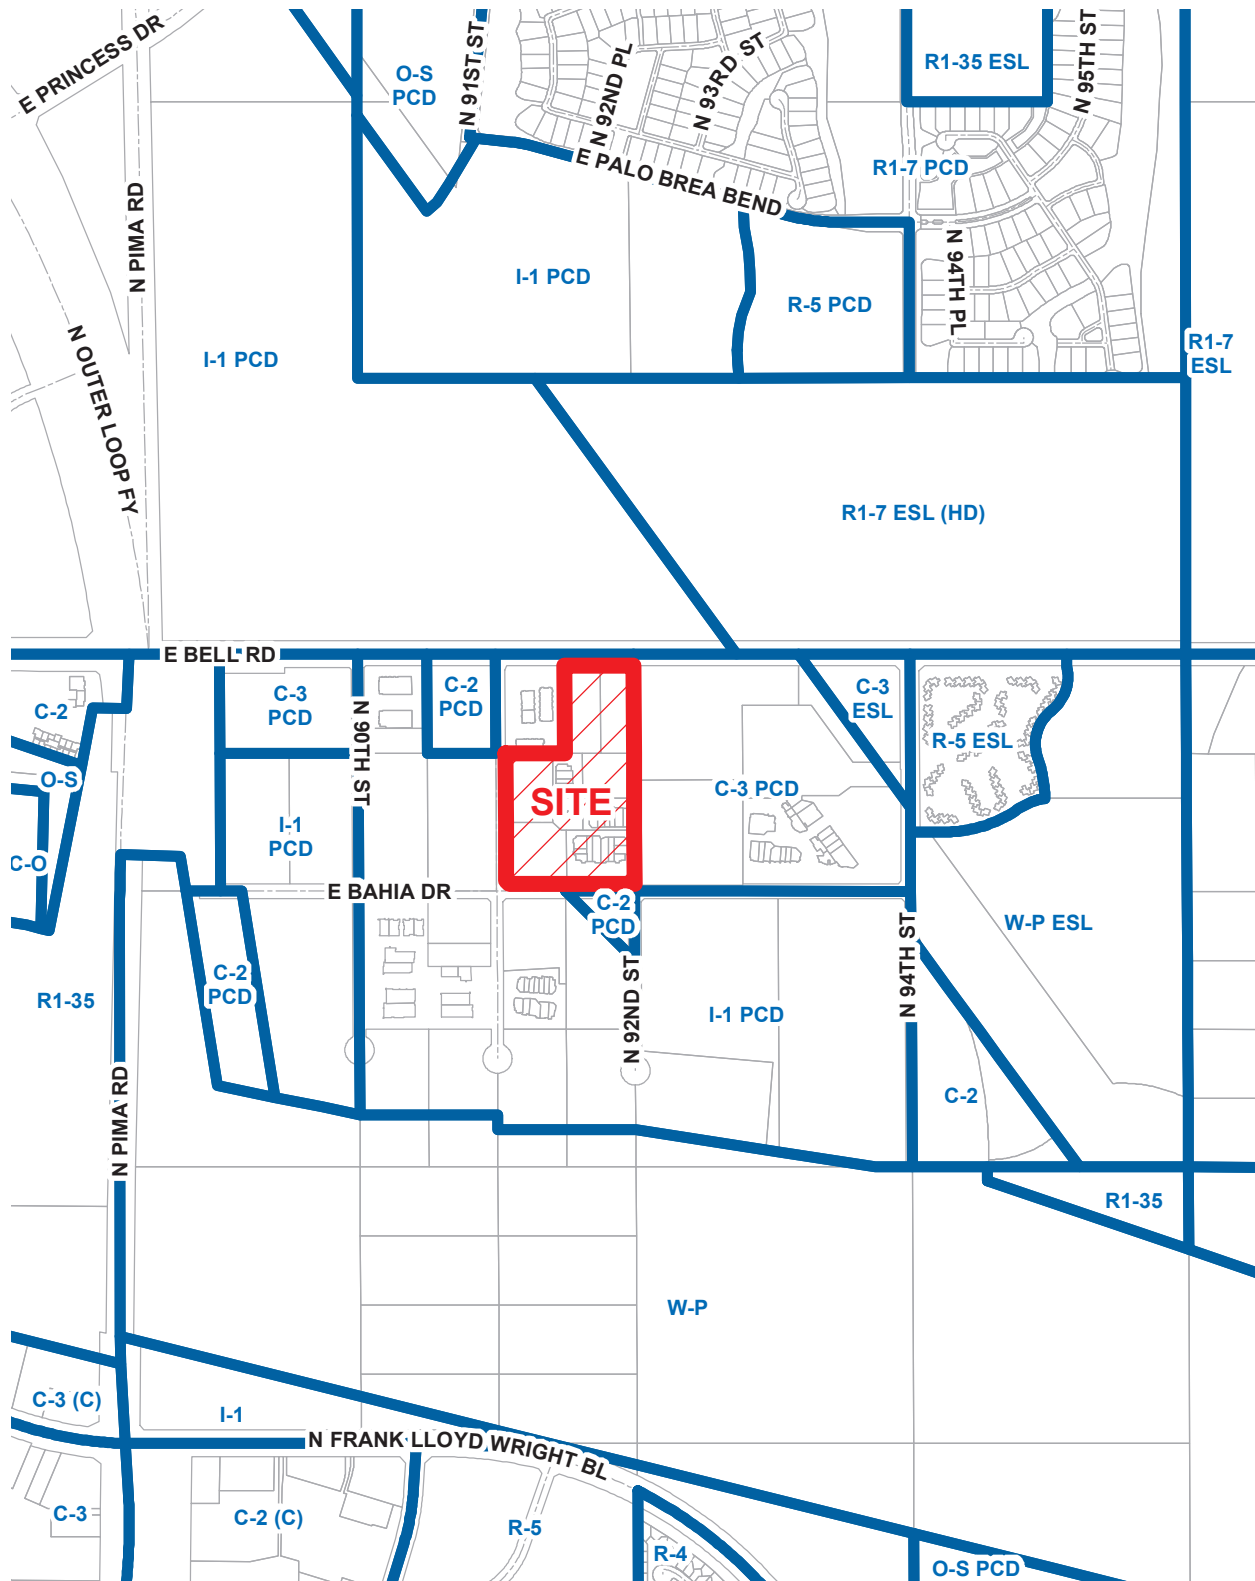 E PRINCESS DR
O-S
PCD
N 91ST ST
N 92ND PL
N 93RD ST
R1-35 ESL
N 95TH ST
E PALO BREA BEND
R1-7 PCD
N PIMA RD
N OUTER LOOP FY
I-1 PCD
I-1 PCD
R-5 PCD
N 94TH PL
R1-7
ESL
R1-7 ESL (HD)
E BELL RD
C-2
C-3
PCD
N 90TH ST
C-2
PCD
C-3
ESL
R-5 ESL
O-S
C-O
I-1
PCD
SITE
C-3 PCD
E BAHIA DR
C-2
PCD
W-P ESL
R1-35
C-2
PCD
N 92ND ST
I-1 PCD
N 94TH ST
C-2
N PIMA RD
R1-35
W-P
C-3 (C)
I-1
N FRANK LLOYD WRIGHT BL
C-3
C-2 (C)
R-5
R-4
O-S PCD